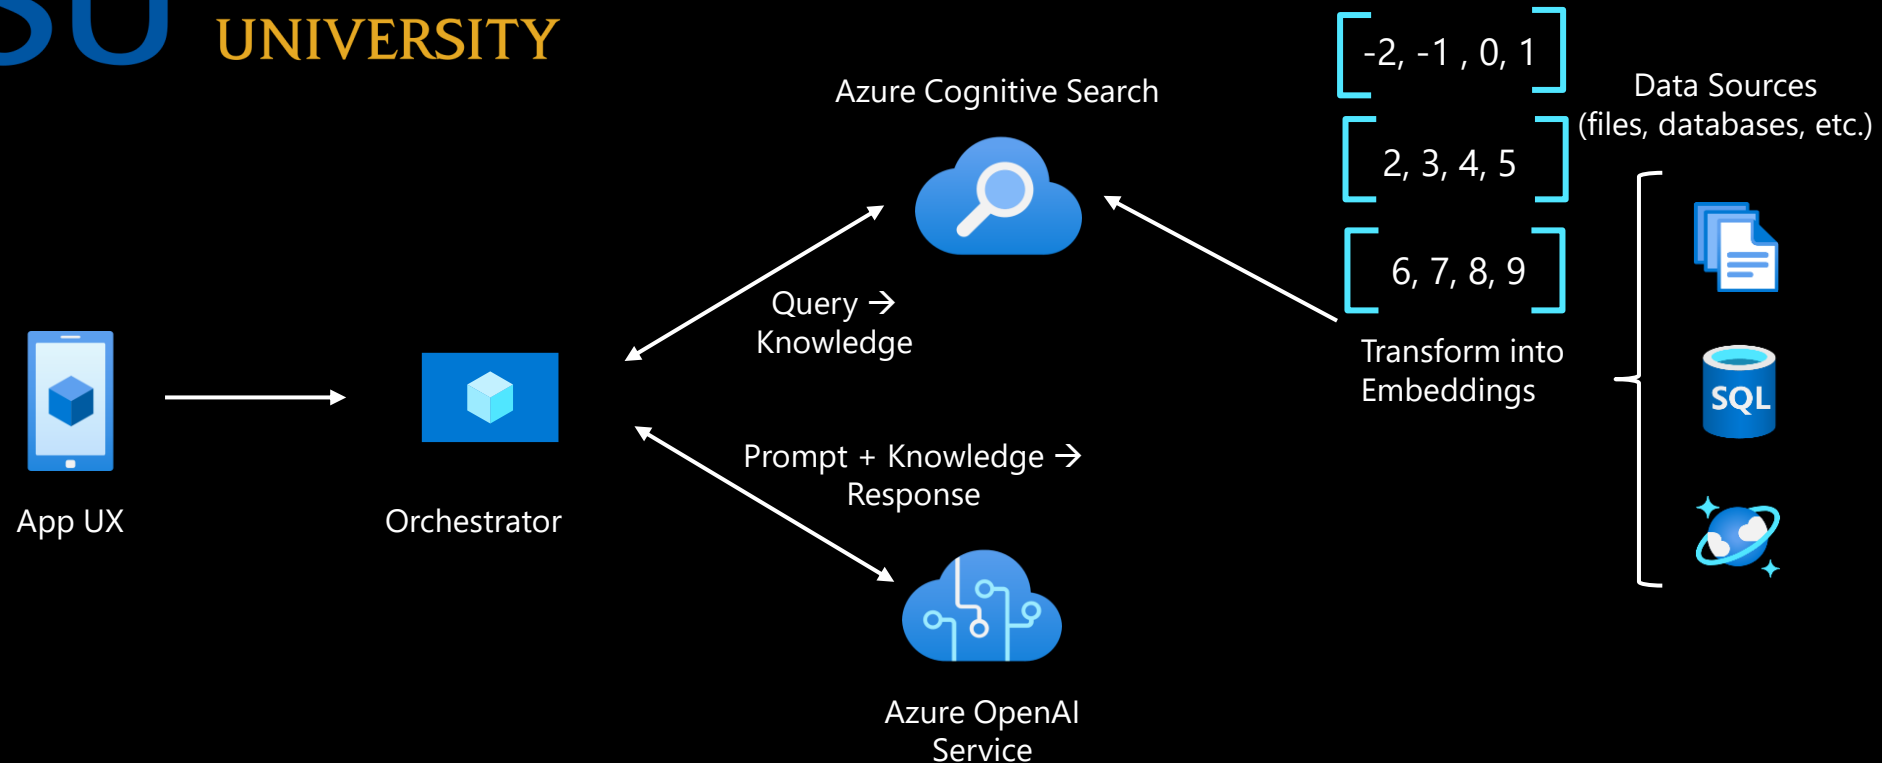 SU UNIVERSITY
Azure Cognitive Search
-2, -1 , 0, 1
2, 3, 4, 5
6, 7, 8, 9
Transform into
Embeddings
Data Sources
(files, databases, etc.)
SQL
Query →
Knowledge
App UX
Orchestrator
Prompt + Knowledge →
Response
Azure OpenAI
Service